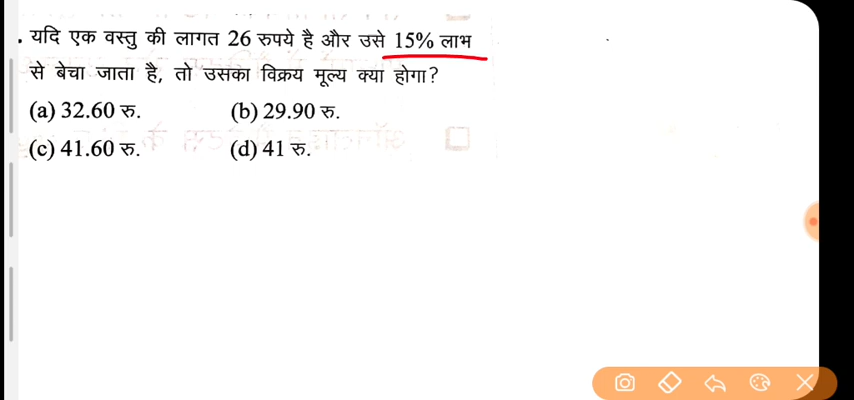 . यदि एक वस्तु की लागत 26 रुपये है और उसे 15% लाभ
से बेचा जाता है, तो उसका विक्रय मूल्य क्या होगा?
(a) 32.60 रु. (b) 29.90 रु.
(c) 41.60 रु. (d) 41 रु.